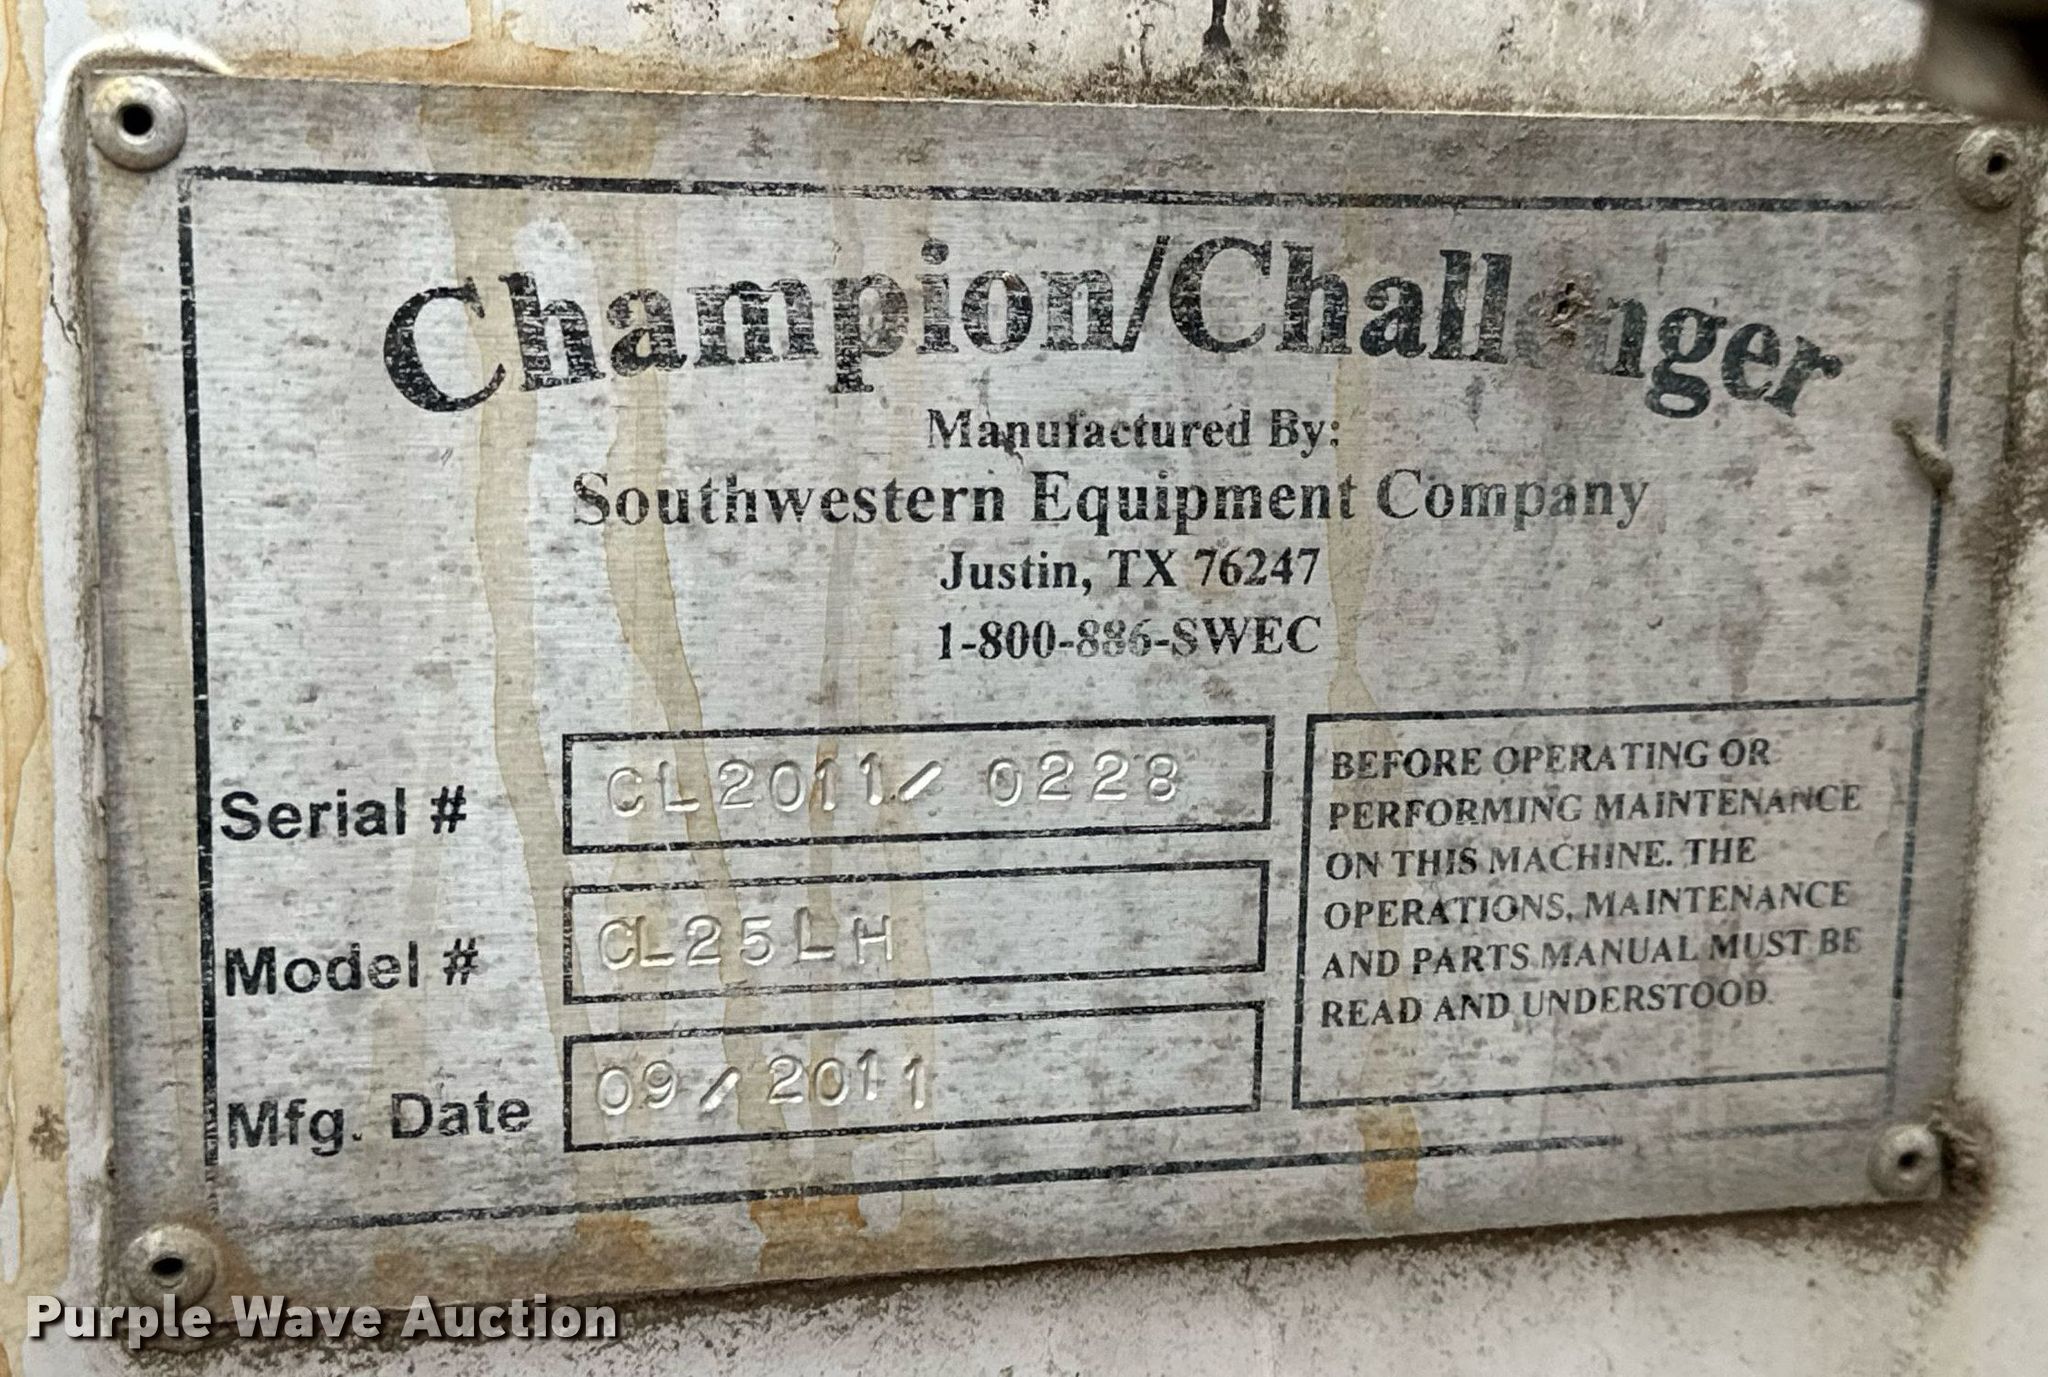 Champion/Challenger
Manufactured By:
Southwestern Equipment Company
Justin, TX 76247
1-800-886-SWEC
Serial # CL2011/0228
Model # CL25LH
Mfg. Date 09/2011
BEFORE OPERATING OR
PERFORMING MAINTENANCE
ON THIS MACHINE. THE
OPERATIONS, MAINTENANCE
AND PARTS MANUAL MUST BE
READ AND UNDERSTOOD.
Purple Wave Auction